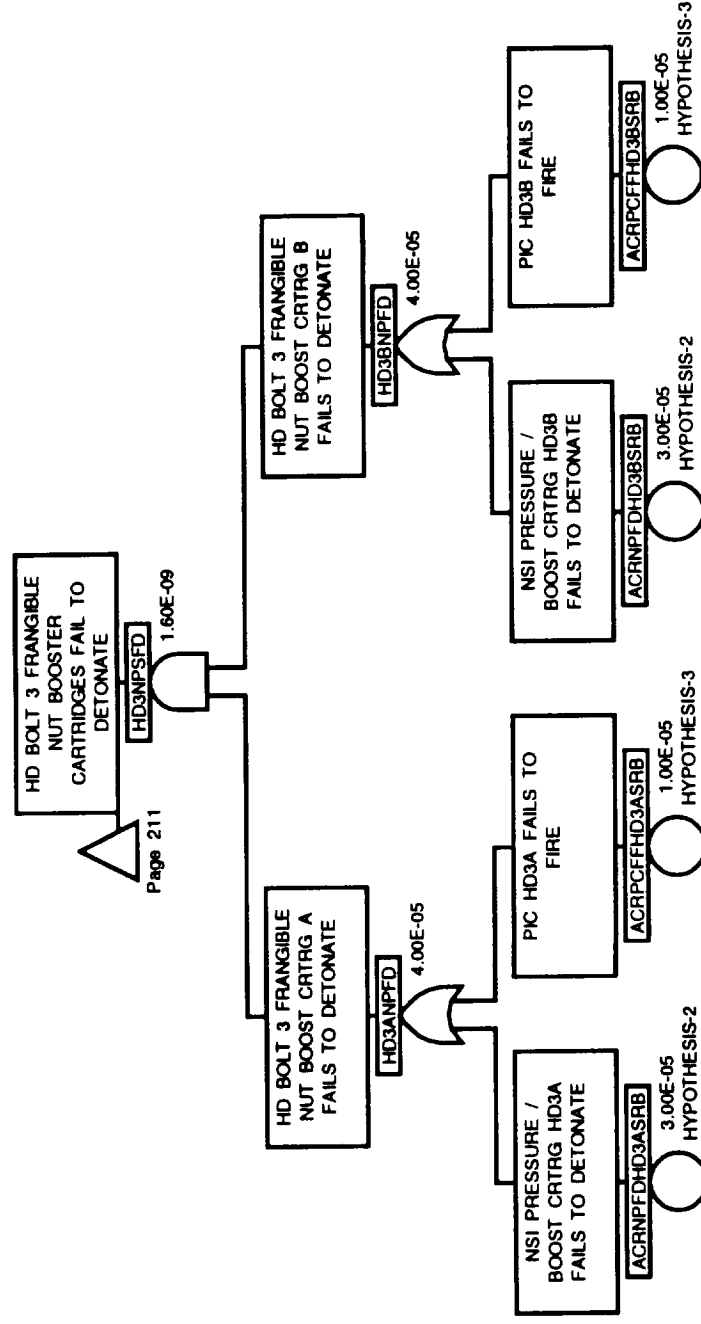 HD BOLT 3 FRANGIBLE
NUT BOOSTER
CARTRIDGES FAIL TO
DETONATE
Page 211
HD3NPSFD
1.60E-09
HD BOLT 3 FRANGIBLE
NUT BOOST CRTRG A
FAILS TO DETONATE
HD3ANPFD
4.00E-05
HD BOLT 3 FRANGIBLE
NUT BOOST CRTRG B
FAILS TO DETONATE
HD3BNPFD
4.00E-05
NSI PRESSURE /
BOOST CRTRG HD3A
FAILS TO DETONATE
ACRNPFDHD3ASRB
3.00E-05
HYPOTHESIS-2
PIC HD3A FAILS TO
FIRE
ACRPCFFHD3ASRB
1.00E-05
HYPOTHESIS-3
NSI PRESSURE /
BOOST CRTRG HD3B
FAILS TO DETONATE
ACRNPFDHD3BSRB
3.00E-05
HYPOTHESIS-2
PIC HD3B FAILS TO
FIRE
ACRPCFFHD3BSRB
1.00E-05
HYPOTHESIS-3